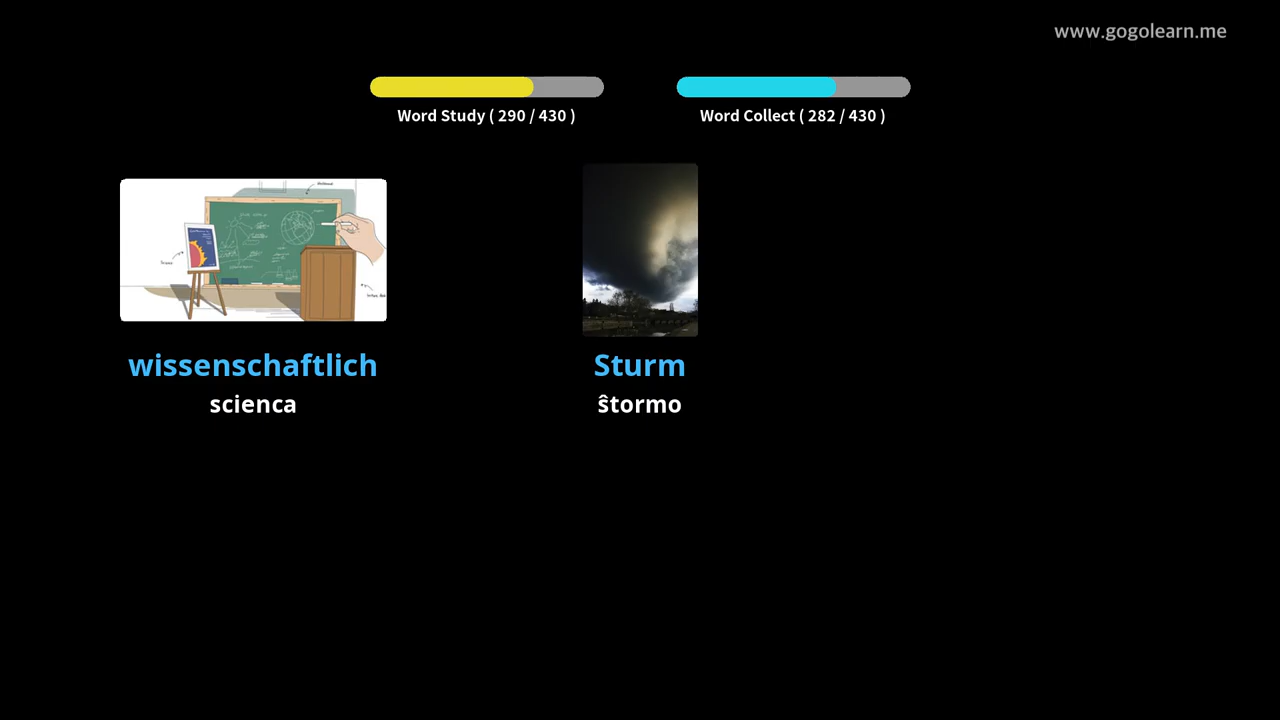 www.gogolearn.me
Word Study ( 290 / 430 )
Word Collect ( 282 / 430 )
wissenschaftlich
scienca
Sturm
ŝtormo